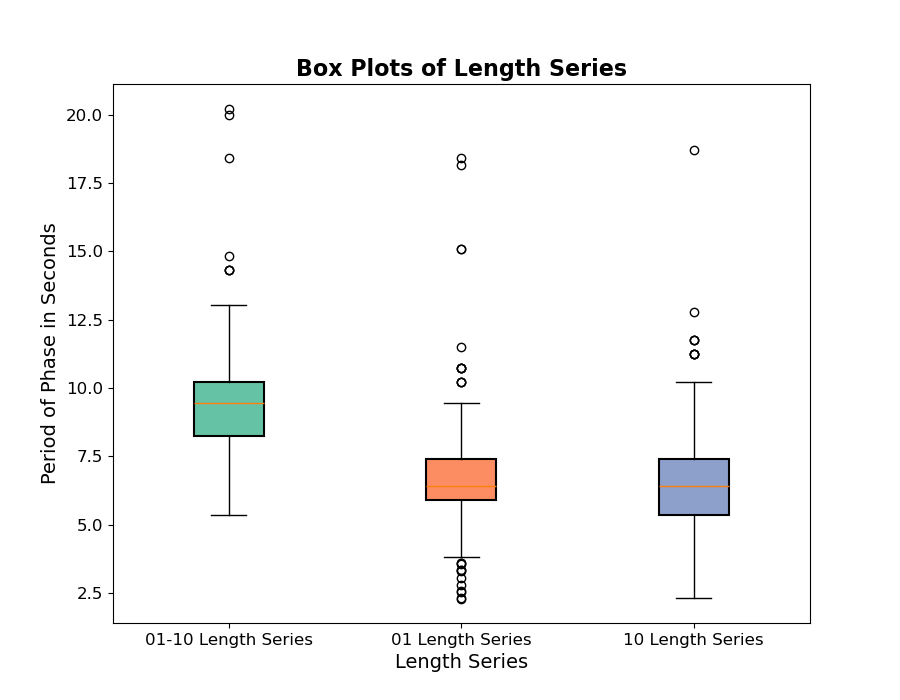 Box Plots of Length Series
Period of Phase in Seconds
20.0
17.5
15.0
12.5
10.0
7.5
5.0
2.5
01-10 Length Series
01 Length Series
10 Length Series
Length Series